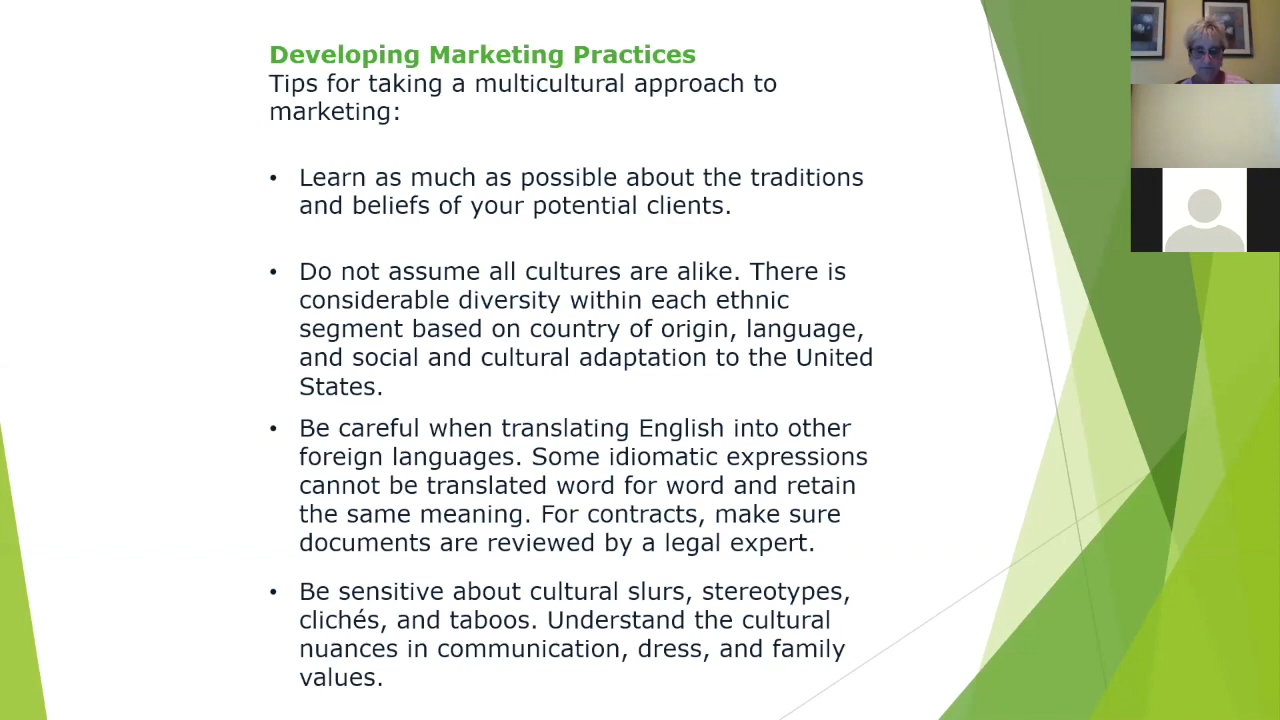 Developing Marketing Practices
Tips for taking a multicultural approach to
marketing:
• Learn as much as possible about the traditions
and beliefs of your potential clients.
• Do not assume all cultures are alike. There is
considerable diversity within each ethnic
segment based on country of origin, language,
and social and cultural adaptation to the United
States.
• Be careful when translating English into other
foreign languages. Some idiomatic expressions
cannot be translated word for word and retain
the same meaning. For contracts, make sure
documents are reviewed by a legal expert.
• Be sensitive about cultural slurs, stereotypes,
clichés, and taboos. Understand the cultural
nuances in communication, dress, and family
values.